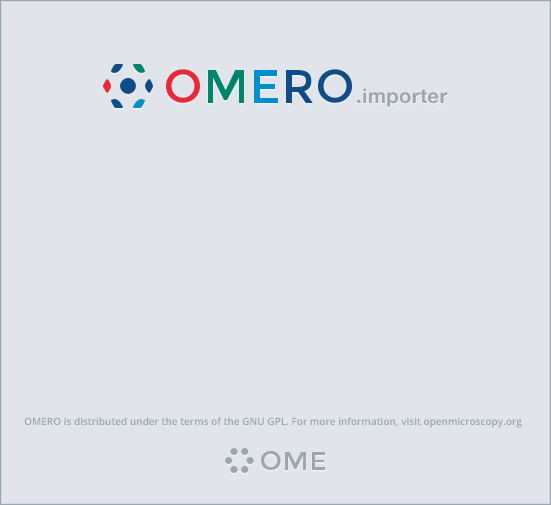 OMERO.importer
OMERO is distributed under the terms of the GNU GPL. For more information, visit openmicroscopy.org
OME